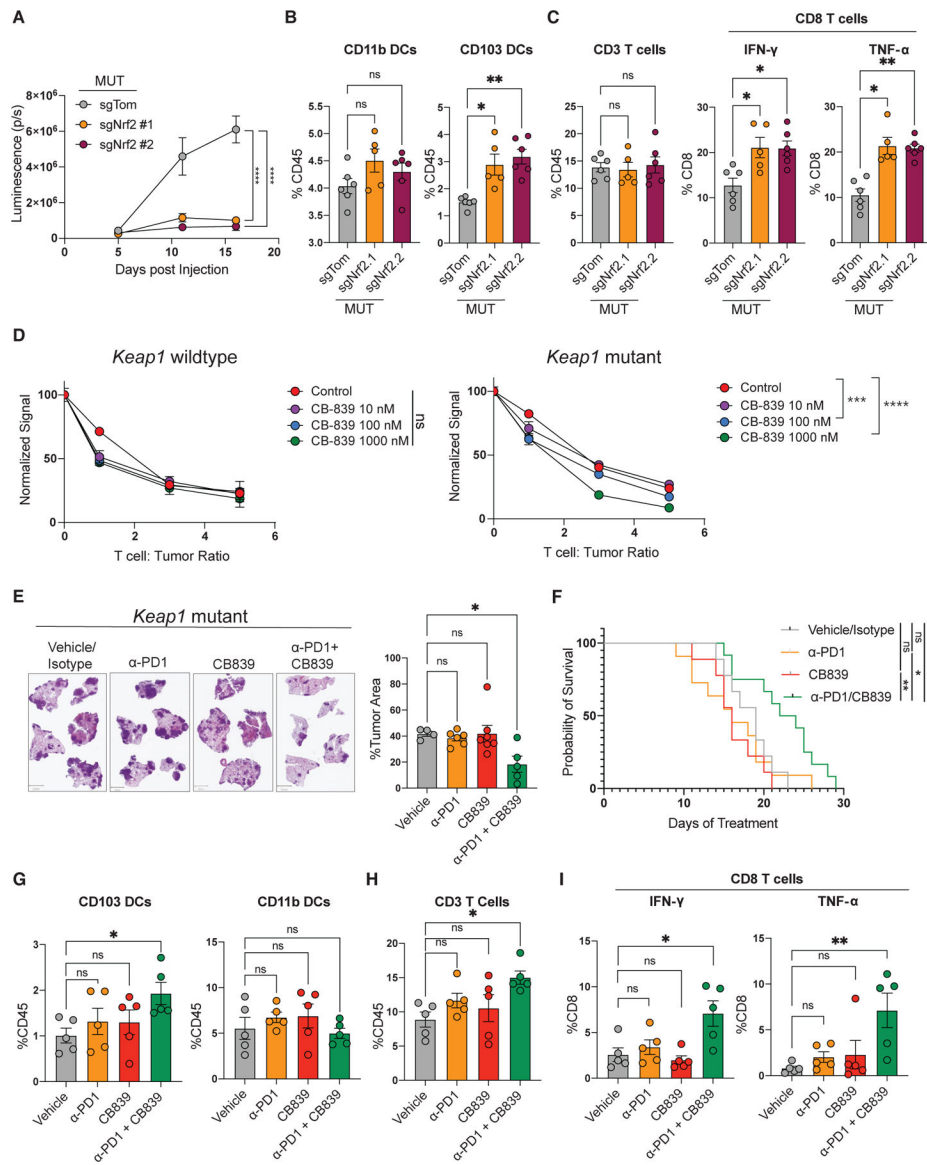 A
MUT
sgTom
sgNrf2 #1
sgNrf2 #2
Luminescence (p/s)
8×10⁶
6×10⁶
4×10⁶
2×10⁶
0
0 5 10 15 20
Days post Injection
****
****
B
CD11b DCs
ns
ns
% CD45
5.5
5.0
4.5
4.0
3.5
3.0
sgTom
sgNrf2.1
sgNrf2.2
MUT
CD103 DCs
**
*
% CD45
5
4
3
2
1
0
sgTom
sgNrf2.1
sgNrf2.2
MUT
C
CD3 T cells
ns
ns
% CD45
25
20
15
10
5
0
sgTom
sgNrf2.1
sgNrf2.2
MUT
CD8 T cells
IFN-γ
*
*
% CD8
40
30
20
10
0
sgTom
sgNrf2.1
sgNrf2.2
MUT
TNF-α
**
*
% CD8
40
30
20
10
0
sgTom
sgNrf2.1
sgNrf2.2
MUT
D
Keap1 wildtype
Control
CB-839 10 nM
CB-839 100 nM
CB-839 1000 nM
ns
Normalized Signal
100
50
0
0 2 4 6
T cell: Tumor Ratio
Keap1 mutant
Control
CB-839 10 nM
CB-839 100 nM
CB-839 1000 nM
***
****
Normalized Signal
100
75
50
25
0
0 2 4 6
T cell: Tumor Ratio
E
Keap1 mutant
Vehicle/
Isotype
α-PD1
CB839
α-PD1+
CB839
*
ns
ns
%Tumor Area
100
80
60
40
20
0
Vehicle
α-PD1
CB839
α-PD1 + CB839
F
Vehicle/Isotype
α-PD1
CB839
α-PD1/CB839
ns
ns
*
**
Probability of Survival
100
50
0
0 10 20 30
Days of Treatment
G
CD103 DCs
*
ns
ns
%CD45
3
2
1
0
Vehicle
α-PD1
CB839
α-PD1 + CB839
CD11b DCs
ns
ns
ns
%CD45
15
10
5
0
Vehicle
α-PD1
CB839
α-PD1 + CB839
H
CD3 T Cells
*
ns
ns
%CD45
20
15
10
5
0
Vehicle
α-PD1
CB839
α-PD1 + CB839
I
CD8 T cells
IFN-γ
*
ns
ns
%CD8
15
10
5
0
Vehicle
α-PD1
CB839
α-PD1 + CB839
TNF-α
**
ns
ns
%CD8
15
10
5
0
Vehicle
α-PD1
CB839
α-PD1 + CB839